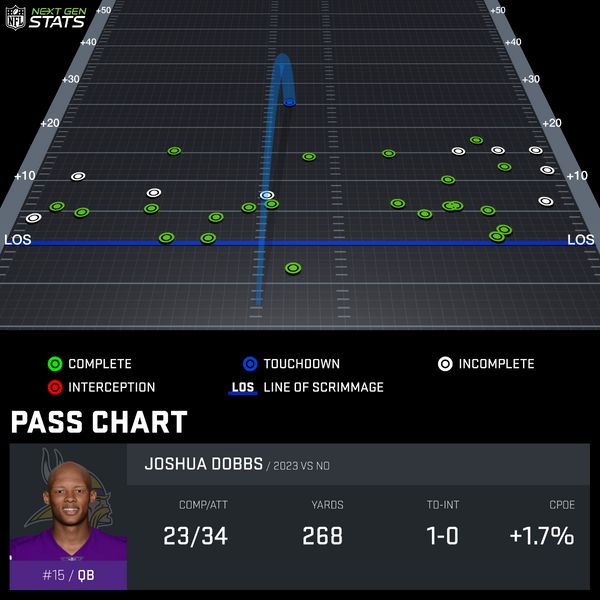 NFL NEXT GEN STATS
+50 +50
+40 +40
+30 +30
+20 +20
+10 +10
LOS LOS
COMPLETE TOUCHDOWN INCOMPLETE
INTERCEPTION LOS LINE OF SCRIMMAGE
PASS CHART
JOSHUA DOBBS / 2023 VS NO
COMP/ATT YARDS TD-INT CPOE
23/34 268 1-0 +1.7%
#15 / QB